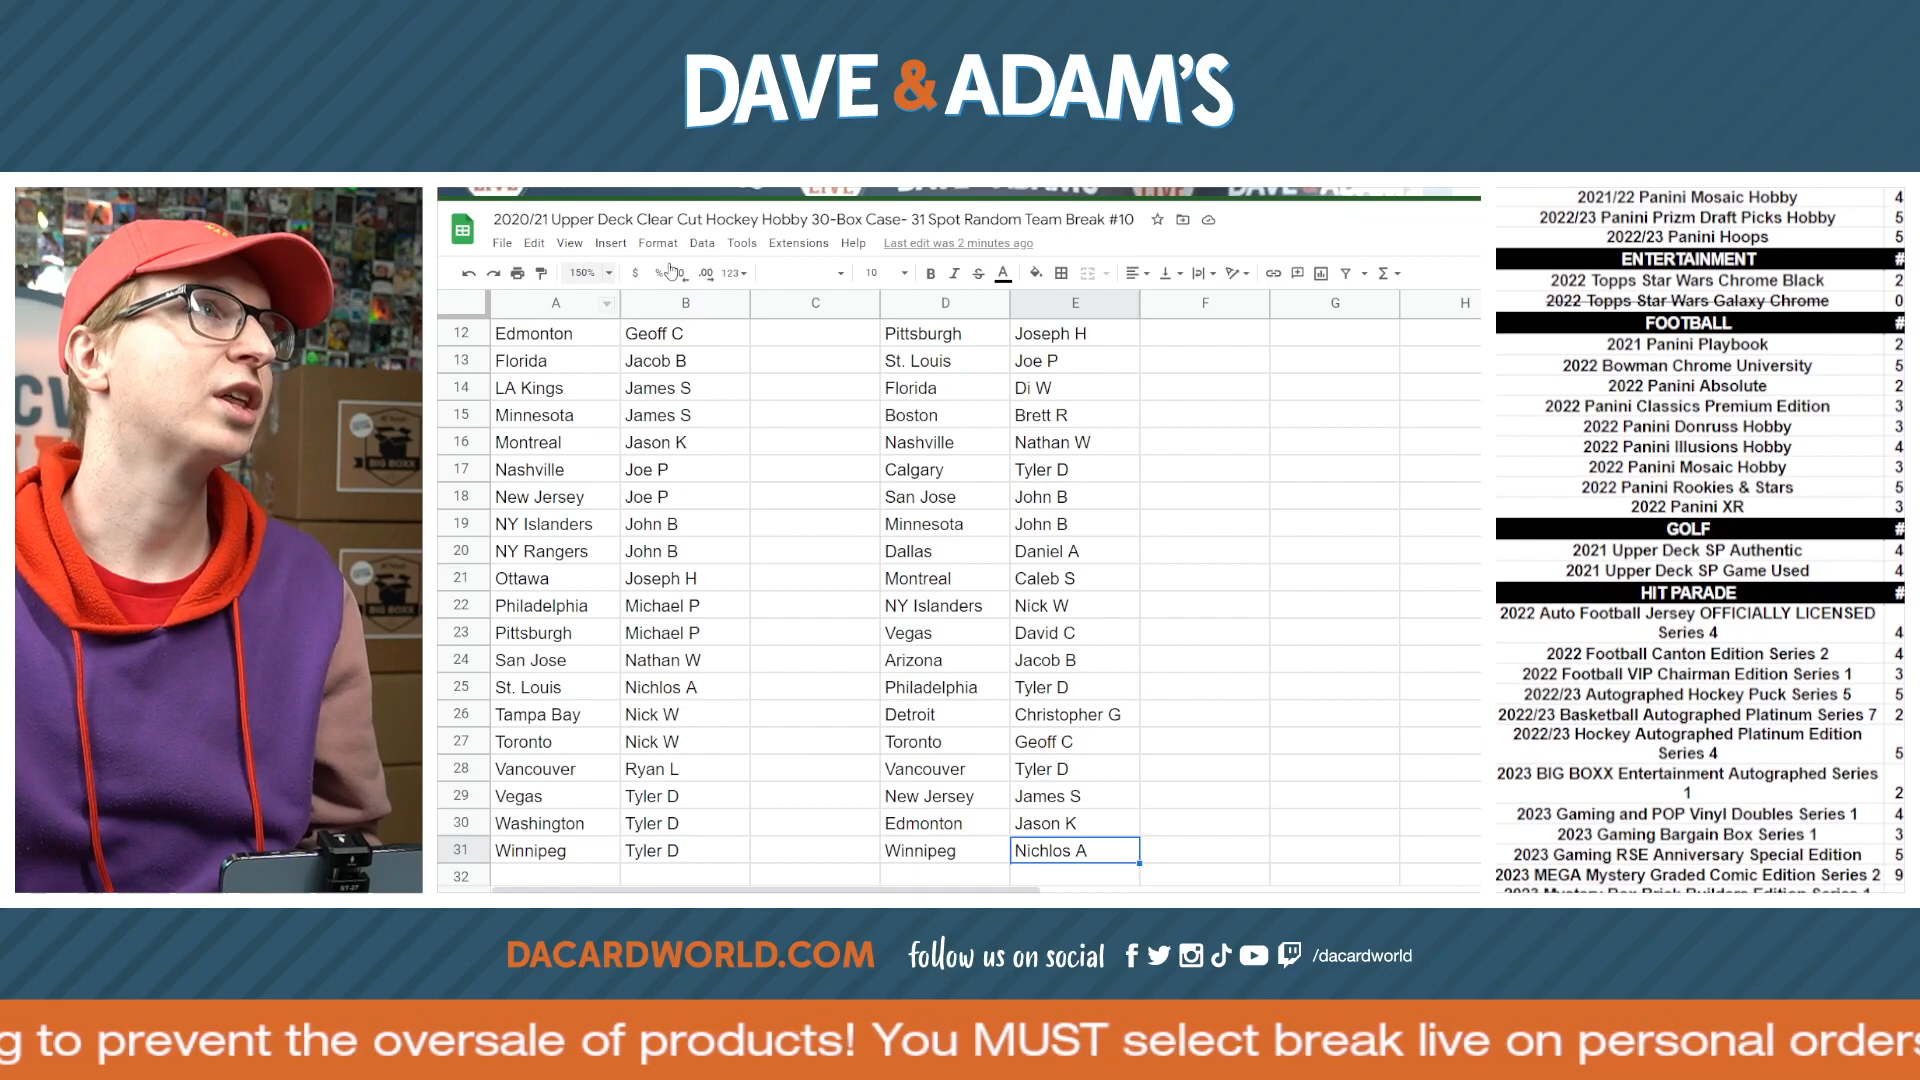 DAVE & ADAM'S
2020/21 Upper Deck Clear Cut Hockey Hobby 30-Box Case- 31 Spot Random Team Break #10
File Edit View Insert Format Data Tools Extensions Help Last edit was 2 minutes ago
150% $ % .00 123 10 B I S A
A B C D E F G H
12 Edmonton Geoff C Pittsburgh Joseph H
13 Florida Jacob B St. Louis Joe P
14 LA Kings James S Florida Di W
15 Minnesota James S Boston Brett R
16 Montreal Jason K Nashville Nathan W
17 Nashville Joe P Calgary Tyler D
18 New Jersey Joe P San Jose John B
19 NY Islanders John B Minnesota John B
20 NY Rangers John B Dallas Daniel A
21 Ottawa Joseph H Montreal Caleb S
22 Philadelphia Michael P NY Islanders Nick W
23 Pittsburgh Michael P Vegas David C
24 San Jose Nathan W Arizona Jacob B
25 St. Louis Nichlos A Philadelphia Tyler D
26 Tampa Bay Nick W Detroit Christopher G
27 Toronto Nick W Toronto Geoff C
28 Vancouver Ryan L Vancouver Tyler D
29 Vegas Tyler D New Jersey James S
30 Washington Tyler D Edmonton Jason K
31 Winnipeg Tyler D Winnipeg Nichlos A
32
2021/22 Panini Mosaic Hobby 4
2022/23 Panini Prizm Draft Picks Hobby 5
2022/23 Panini Hoops 5
ENTERTAINMENT #
2022 Topps Star Wars Chrome Black 2
2022 Topps Star Wars Galaxy Chrome 0
FOOTBALL #
2021 Panini Playbook 2
2022 Bowman Chrome University 5
2022 Panini Absolute 2
2022 Panini Classics Premium Edition 3
2022 Panini Donruss Hobby 3
2022 Panini Illusions Hobby 4
2022 Panini Mosaic Hobby 3
2022 Panini Rookies & Stars 5
2022 Panini XR 3
GOLF #
2021 Upper Deck SP Authentic 4
2021 Upper Deck SP Game Used 4
HIT PARADE #
2022 Auto Football Jersey OFFICIALLY LICENSED
Series 4 4
2022 Football Canton Edition Series 2 4
2022 Football VIP Chairman Edition Series 1 3
2022/23 Autographed Hockey Puck Series 5 5
2022/23 Basketball Autographed Platinum Series 7 2
2022/23 Hockey Autographed Platinum Edition
Series 4 5
2023 BIG BOXX Entertainment Autographed Series
1 2
2023 Gaming and POP Vinyl Doubles Series 1 4
2023 Gaming Bargain Box Series 1 3
2023 Gaming RSE Anniversary Special Edition 5
2023 MEGA Mystery Graded Comic Edition Series 2 9
BIG BOXX
DACARDWORLD.COM follow us on social /dacardworld
g to prevent the oversale of products! You MUST select break live on personal orders